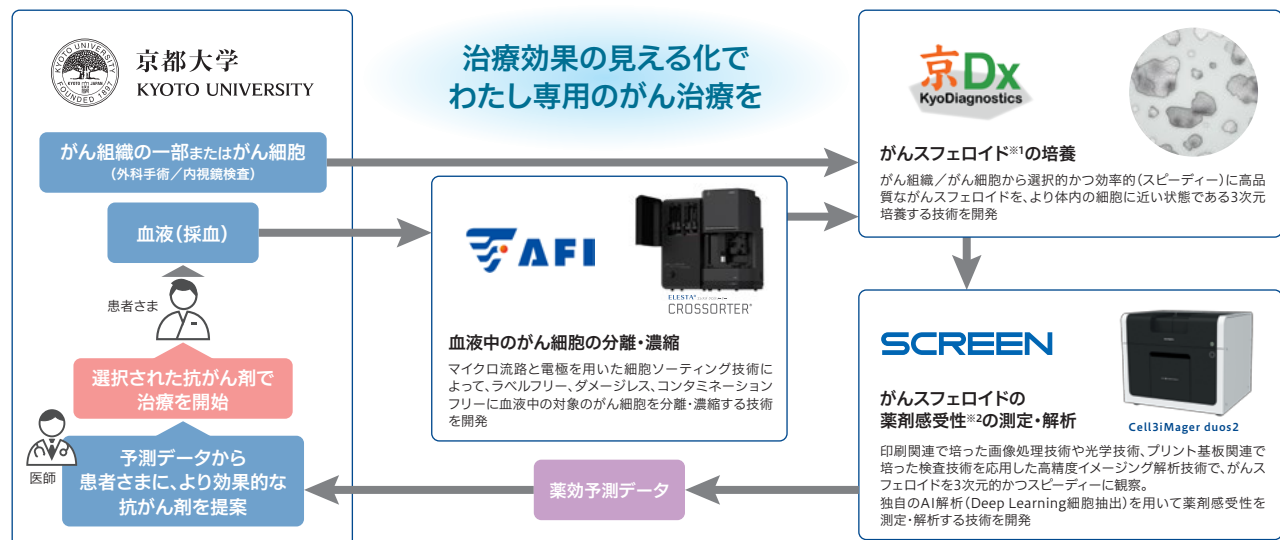 治療効果の見える化で
わたし専用のがん治療を
KYOTO UNIVERSITY
KYOTO JAPAN
FOUNDED 1897
京都大学
KYOTO UNIVERSITY
がん組織の一部またはがん細胞
(外科手術/内視鏡検査)
血液(採血)
患者さま
選択された抗がん剤で
治療を開始
医師
予測データから
患者さまに、より効果的な
抗がん剤を提案
AFI
ELESTA®
CROSSORTER®
血液中のがん細胞の分離・濃縮
マイクロ流路と電極を用いた細胞ソーティング技術に
よって、ラベルフリー、ダメージレス、コンタミネーション
フリーに血液中の対象のがん細胞を分離・濃縮する技術
を開発
京Dx
KyoDiagnostics
がんスフェロイド※1の培養
がん組織/がん細胞から選択的かつ効率的(スピーディー)に高品
質ながんスフェロイドを、より体内の細胞に近い状態である3次元
培養する技術を開発
SCREEN
Cell3iMager duos2
がんスフェロイドの
薬剤感受性※2の測定・解析
印刷関連で培った画像処理技術や光学技術、プリント基板関連で
培った検査技術を応用した高精度イメージング解析技術で、がんス
フェロイドを3次元的かつスピーディーに観察。
独自のAI解析(Deep Learning細胞抽出)を用いて薬剤感受性を
測定・解析する技術を開発
薬効予測データ